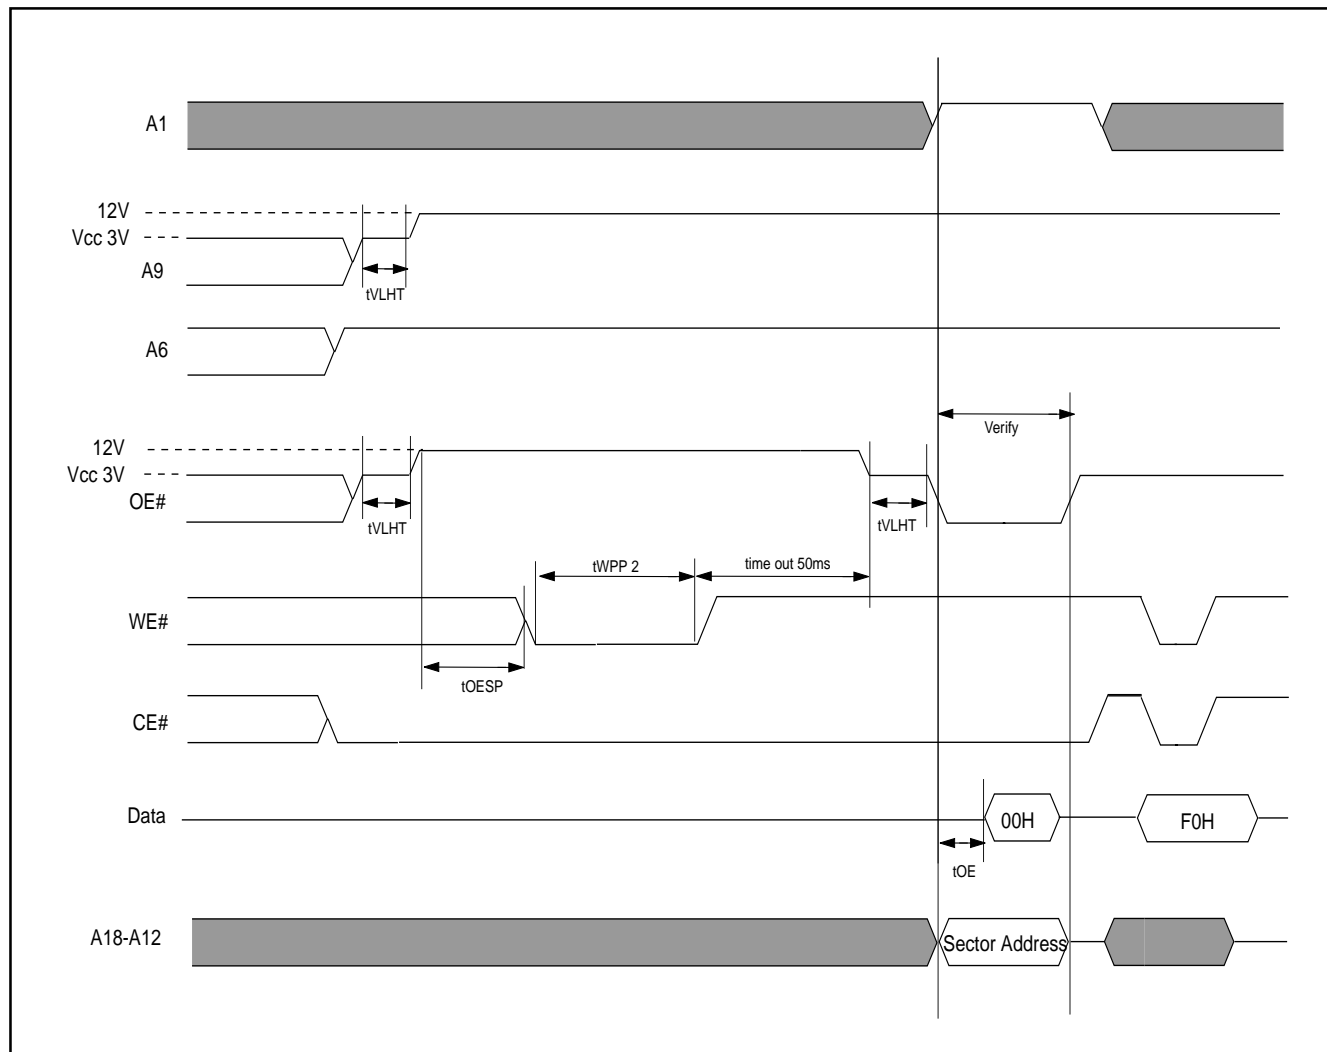 A1
12V
Vcc 3V
A9
tVLHT
A6
Verify
12V
Vcc 3V
OE#
tVLHT
tVLHT
tWPP 2
time out 50ms
WE#
tOESP
CE#
Data
00H
F0H
tOE
A18-A12
Sector Address